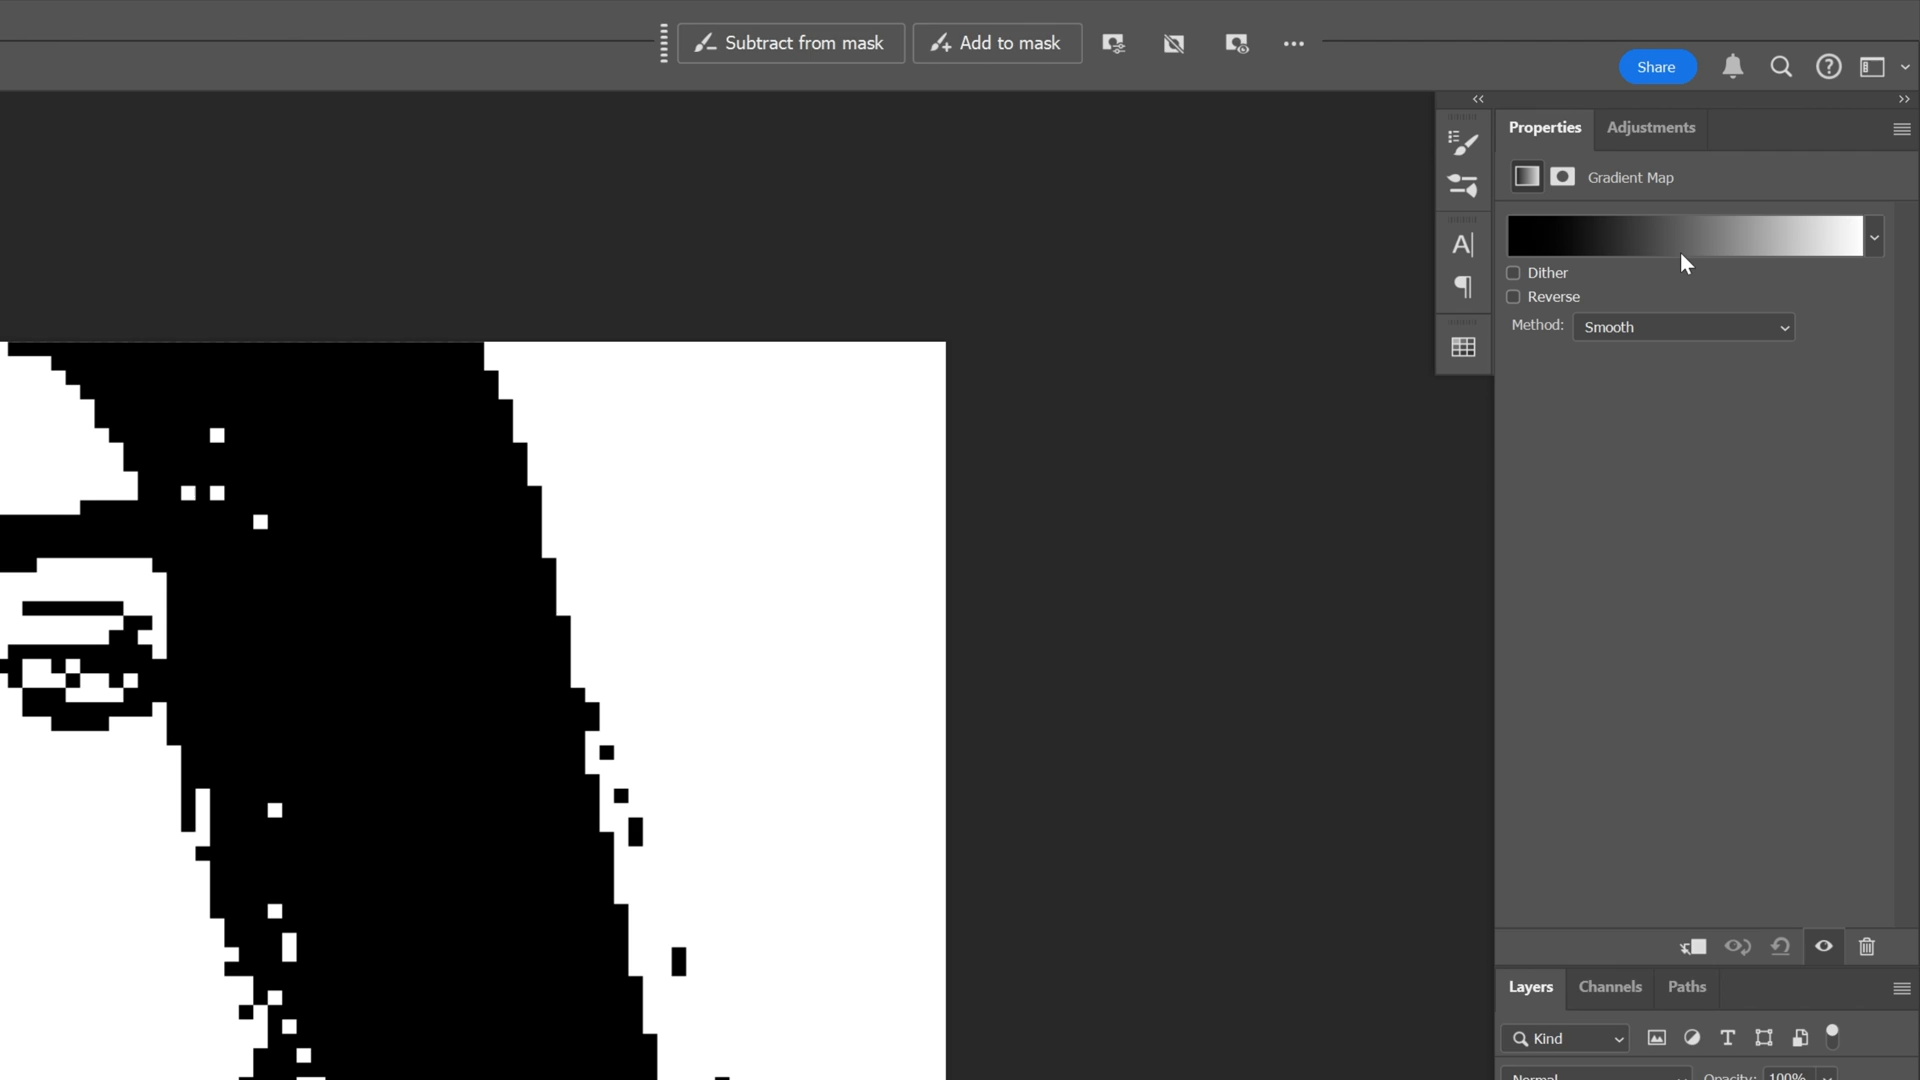 Subtract from mask
Add to mask
Share
Properties
Adjustments
Gradient Map
Dither
Reverse
Method:
Smooth
Layers
Channels
Paths
Kind
Normal
Opacity:
100%